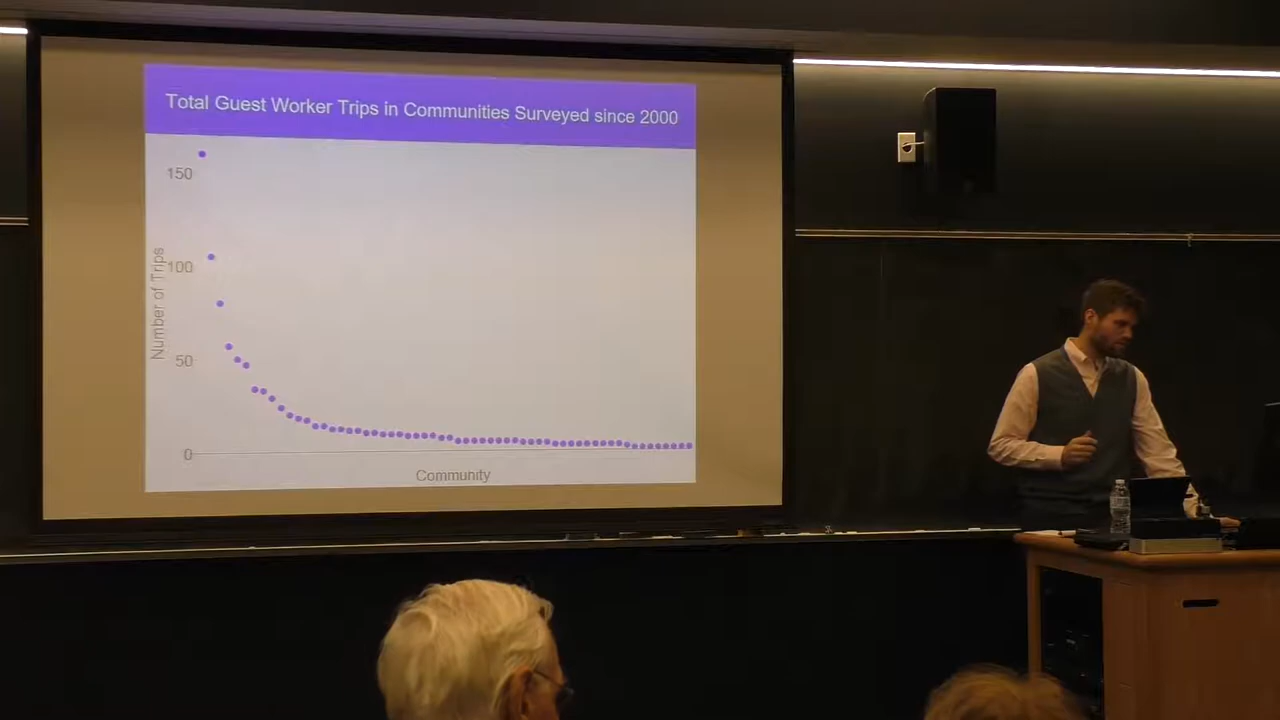 Total Guest Worker Trips in Communities Surveyed since 2000
150
100
50
0
Number of Trips
Community